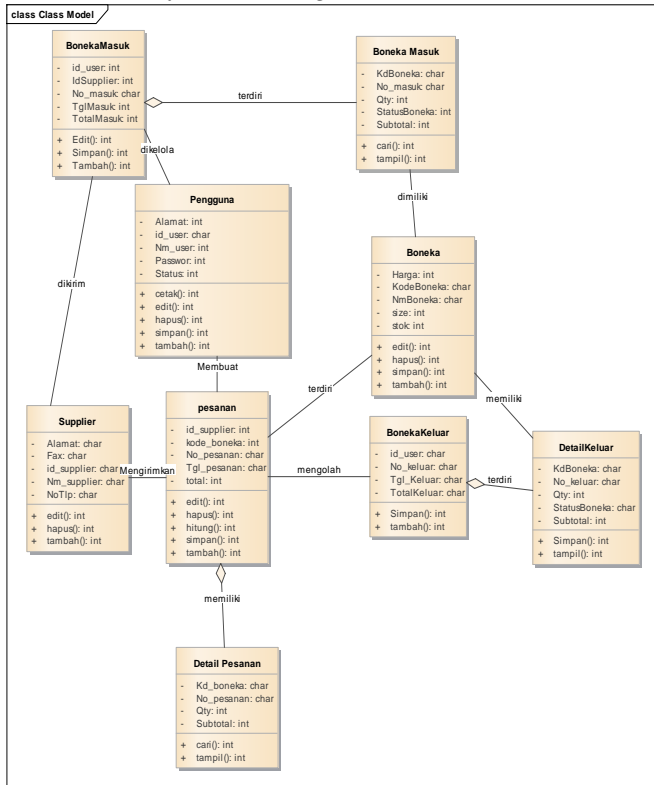 class Class Model
BonekaMasuk
- id_user: int
- IdSupplier: int
- No_masuk: char
- TglMasuk: int
- TotalMasuk: int
+ Edit(): int
+ Simpan(): int
+ Tambah(): int
terdiri
Boneka Masuk
- KdBoneka: char
- No_masuk: char
- Qty: int
- StatusBoneka: int
- Subtotal: int
+ cari(): int
+ tampil(): int
dikelola
dimiliki
Pengguna
- Alamat: int
- id_user: char
- Nm_user: int
- Passwor: int
- Status: int
+ cetak(): int
+ edit(): int
+ hapus(): int
+ simpan(): int
+ tambah(): int
Boneka
- Harga: int
- KodeBoneka: char
- NmBoneka: char
- size: int
- stok: int
+ edit(): int
+ hapus(): int
+ simpan(): int
+ tambah(): int
dikirim
Membuat
terdiri
memiliki
Supplier
- Alamat: char
- Fax: char
- id_supplier: char
- Nm_supplier: char
- NoTlp: char
+ edit(): int
+ hapus(): int
+ tambah(): int
Mengirimkan
pesanan
- id_supplier: int
- kode_boneka: int
- No_pesanan: char
- Tgl_pesanan: char
- total: int
+ edit(): int
+ hapus(): int
+ hitung(): int
+ simpan(): int
+ tambah(): int
mengolah
BonekaKeluar
- id_user: char
- No_keluar: char
- Tgl_Keluar: char
- TotalKeluar: char
+ Simpan(): int
+ tambah(): int
terdiri
DetailKeluar
- KdBoneka: char
- No_keluar: char
- Qty: int
- StatusBoneka: char
- Subtotal: int
+ Simpan(): int
+ tampil(): int
memiliki
Detail Pesanan
- Kd_boneka: char
- No_pesanan: char
- Qty: int
- Subtotal: int
+ cari(): int
+ tampil(): int